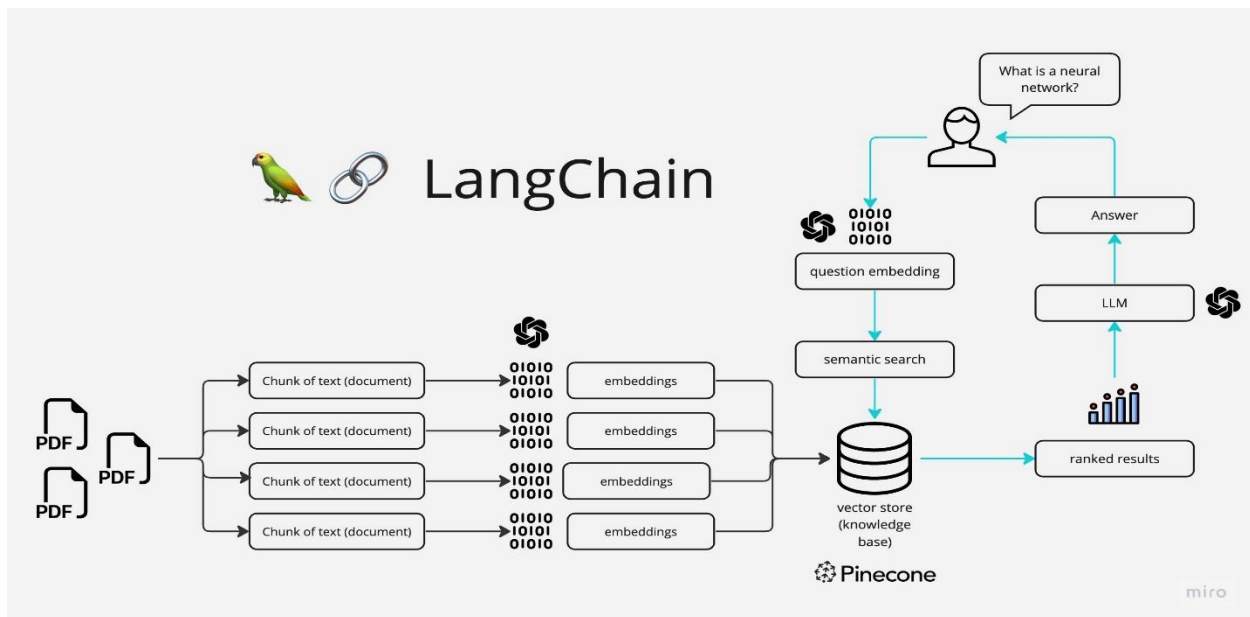 What is a neural
network?
LangChain
01010
10101
01010
question embedding
semantic search
Answer
LLM
ranked results
PDF
PDF
PDF
Chunk of text (document)
01010
10101
01010
embeddings
Chunk of text (document)
01010
10101
01010
embeddings
Chunk of text (document)
01010
10101
01010
embeddings
Chunk of text (document)
01010
10101
01010
embeddings
vector store
(knowledge
base)
Pinecone
miro